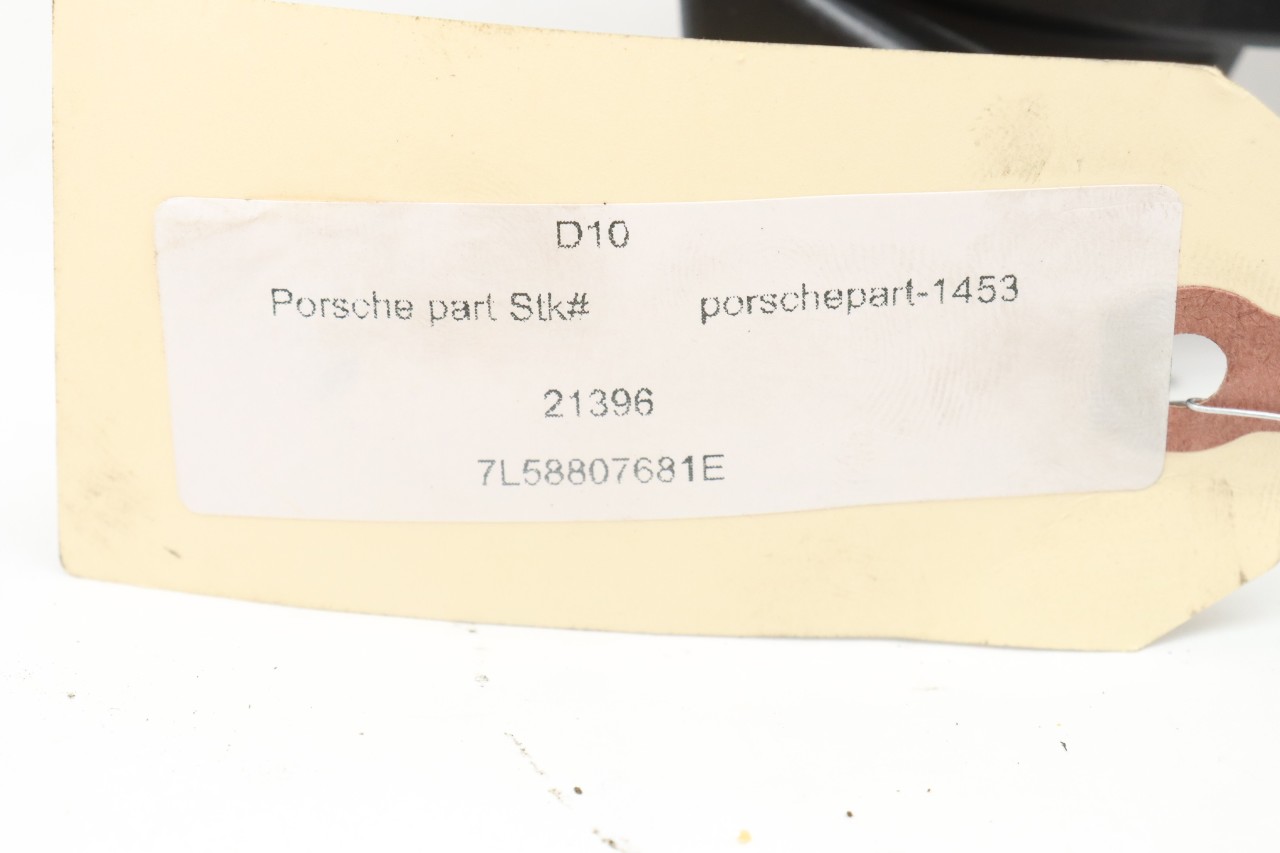 D10
Porsche part Stk# porschepart-1453
21396
7L58807681E